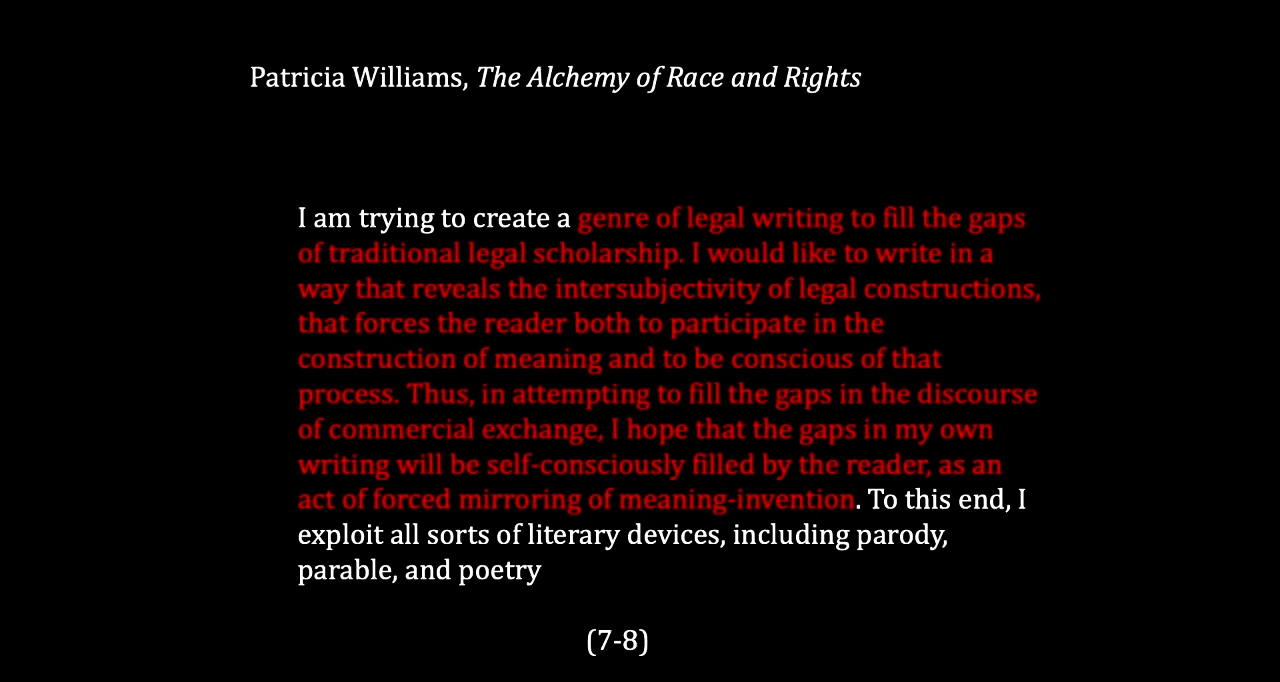 Patricia Williams, The Alchemy of Race and Rights
I am trying to create a genre of legal writing to fill the gaps
of traditional legal scholarship. I would like to write in a
way that reveals the intersubjectivity of legal constructions,
that forces the reader both to participate in the
construction of meaning and to be conscious of that
process. Thus, in attempting to fill the gaps in the discourse
of commercial exchange, I hope that the gaps in my own
writing will be self-consciously filled by the reader, as an
act of forced mirroring of meaning-invention. To this end, I
exploit all sorts of literary devices, including parody,
parable, and poetry
(7-8)